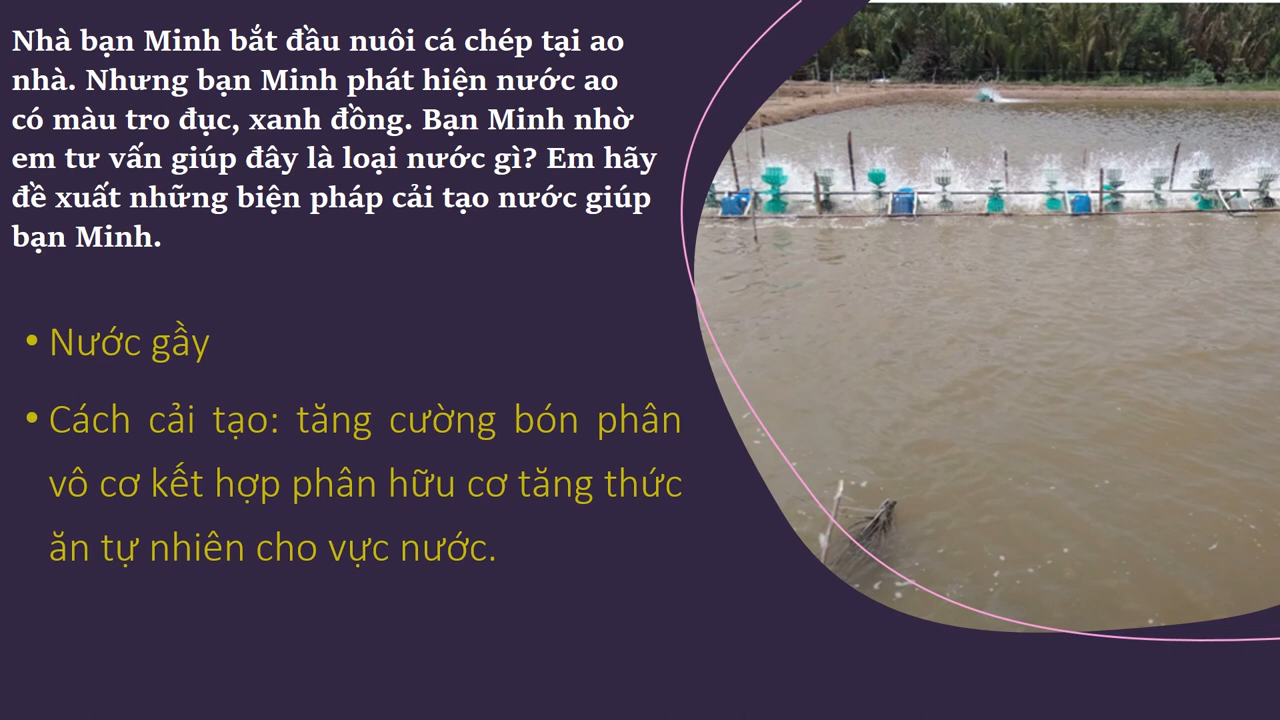 Nhà bạn Minh bắt đầu nuôi cá chép tại ao
nhà. Nhưng bạn Minh phát hiện nước ao
có màu tro đục, xanh đồng. Bạn Minh nhờ
em tư vấn giúp đây là loại nước gì? Em hãy
đề xuất những biện pháp cải tạo nước giúp
bạn Minh.
• Nước gầy
• Cách cải tạo: tăng cường bón phân
vô cơ kết hợp phân hữu cơ tăng thức
ăn tự nhiên cho vực nước.